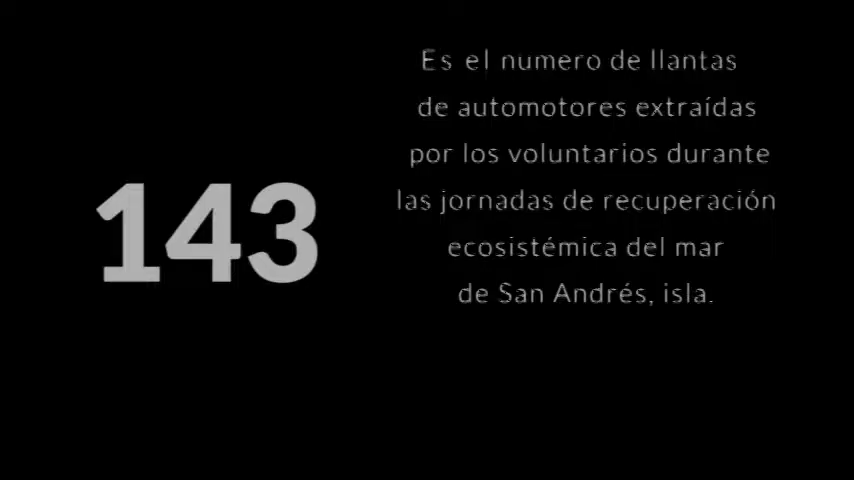 143
Es el numero de llantas
de automotores extraídas
por los voluntarios durante
las jornadas de recuperación
ecosistémica del mar
de San Andrés, isla.